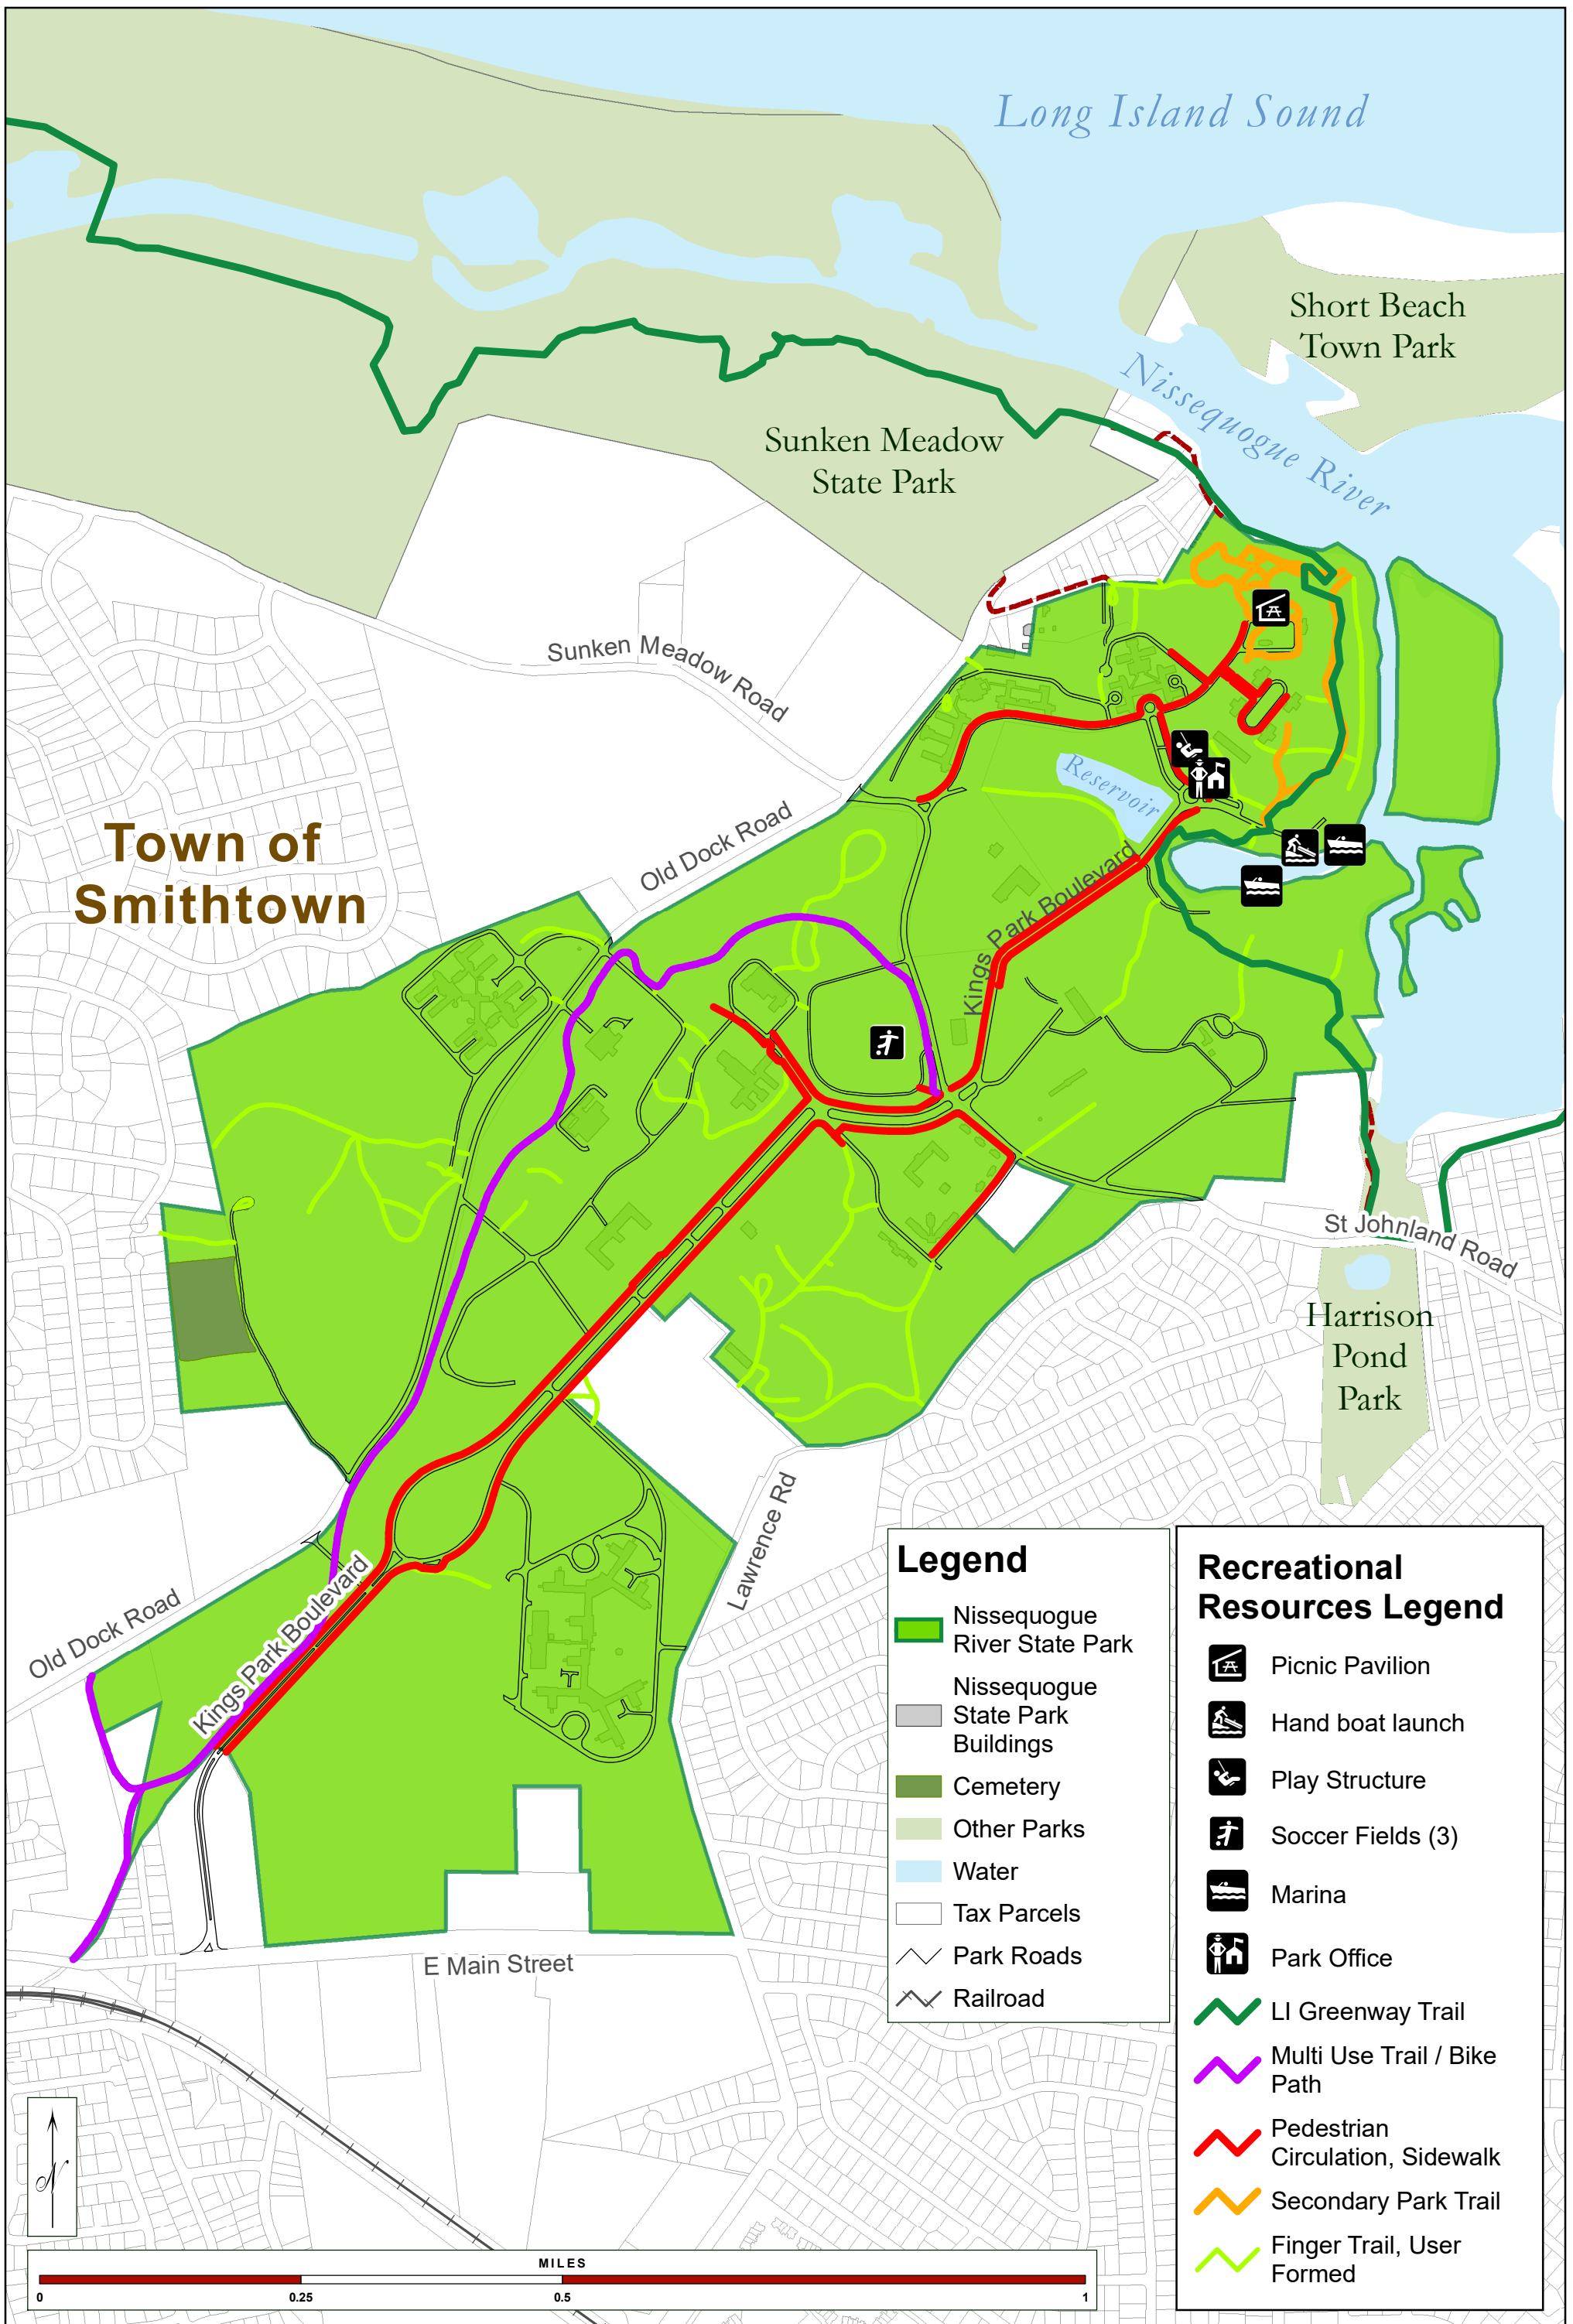 Long Island Sound
Short Beach
Town Park
Nissequogue River
Sunken Meadow
State Park
Sunken Meadow Road
Reservoir
Town of
Smithtown
Old Dock Road
Kings Park Boulevard
St Johnland Road
Harrison
Pond
Park
Lawrence Rd
Old Dock Road
Kings Park Boulevard
E Main Street
Legend
Nissequogue
River State Park
Nissequogue
State Park
Buildings
Cemetery
Other Parks
Water
Tax Parcels
Park Roads
Railroad
Recreational
Resources Legend
Picnic Pavilion
Hand boat launch
Play Structure
Soccer Fields (3)
Marina
Park Office
LI Greenway Trail
Multi Use Trail / Bike
Path
Pedestrian
Circulation, Sidewalk
Secondary Park Trail
Finger Trail, User
Formed
N
MILES
0 0.25 0.5 1